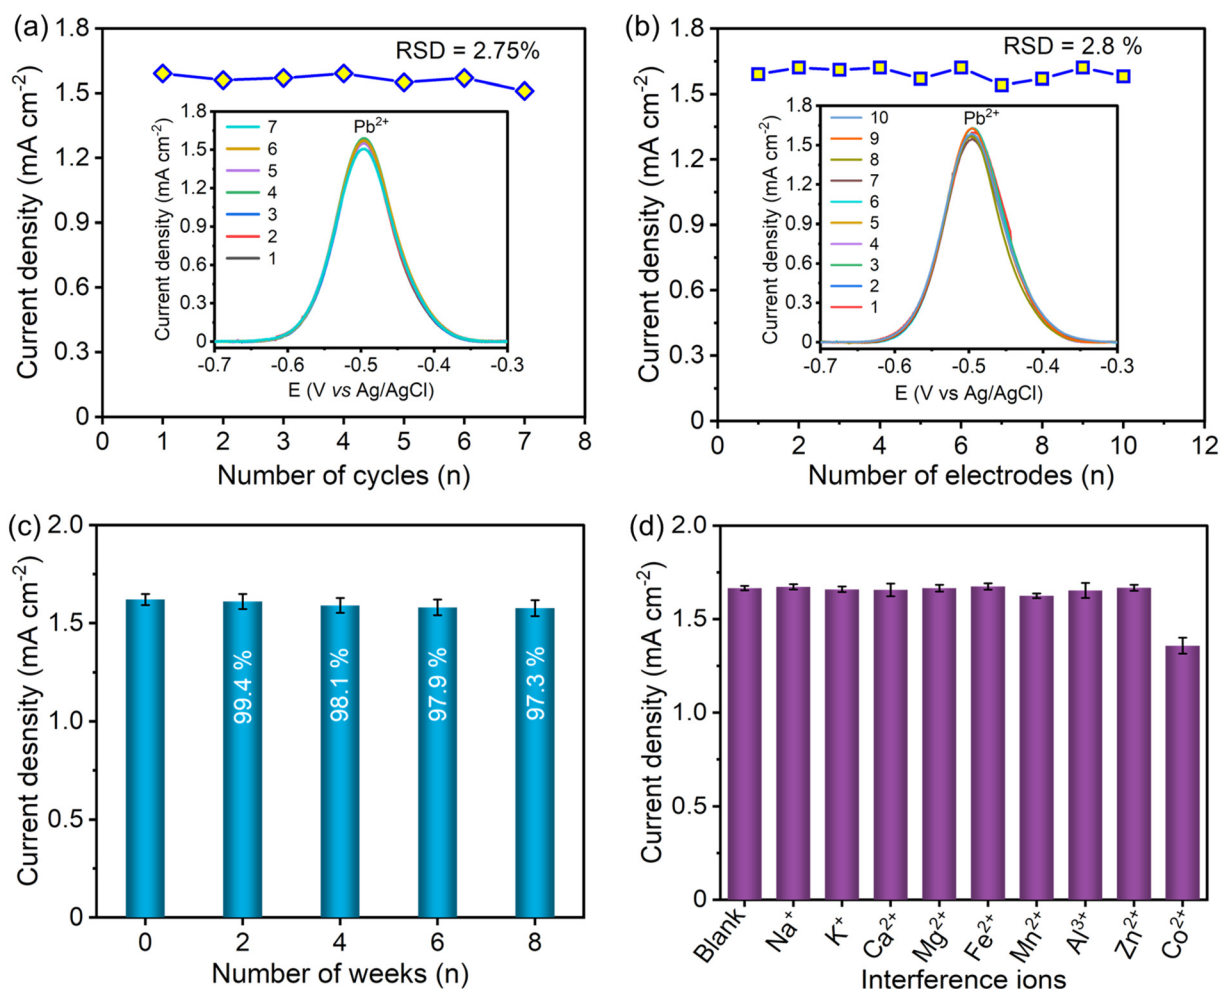 (a)
RSD = 2.75%
Current density (mA cm⁻²)
1.8
1.5
1.2
0.9
0.6
0.3
0
0 1 2 3 4 5 6 7 8
Number of cycles (n)
Current density (mA cm⁻²)
1.8
1.5
1.2
0.9
0.6
0.3
0
7
6
5
4
3
2
1
Pb²⁺
-0.7 -0.6 -0.5 -0.4 -0.3
E (V vs Ag/AgCl)
(b)
RSD = 2.8 %
Current density (mA cm⁻²)
1.8
1.5
1.2
0.9
0.6
0.3
0
0 2 4 6 8 10 12
Number of electrodes (n)
Current density (mA cm⁻²)
1.8
1.5
1.2
0.9
0.6
0.3
0
10
9
8
7
6
5
4
3
2
1
Pb²⁺
-0.7 -0.6 -0.5 -0.4 -0.3
E (V vs Ag/AgCl)
(c)
Current desnsity (mA cm⁻²)
2.0
1.5
1.0
0.5
0
99.4 %
98.1 %
97.9 %
97.3 %
0 2 4 6 8
Number of weeks (n)
(d)
Current density (mA cm⁻²)
2.0
1.5
1.0
0.5
0
Blank Na⁺ K⁺ Ca²⁺ Mg²⁺ Fe²⁺ Mn²⁺ Al³⁺ Zn²⁺ Co²⁺
Interference ions